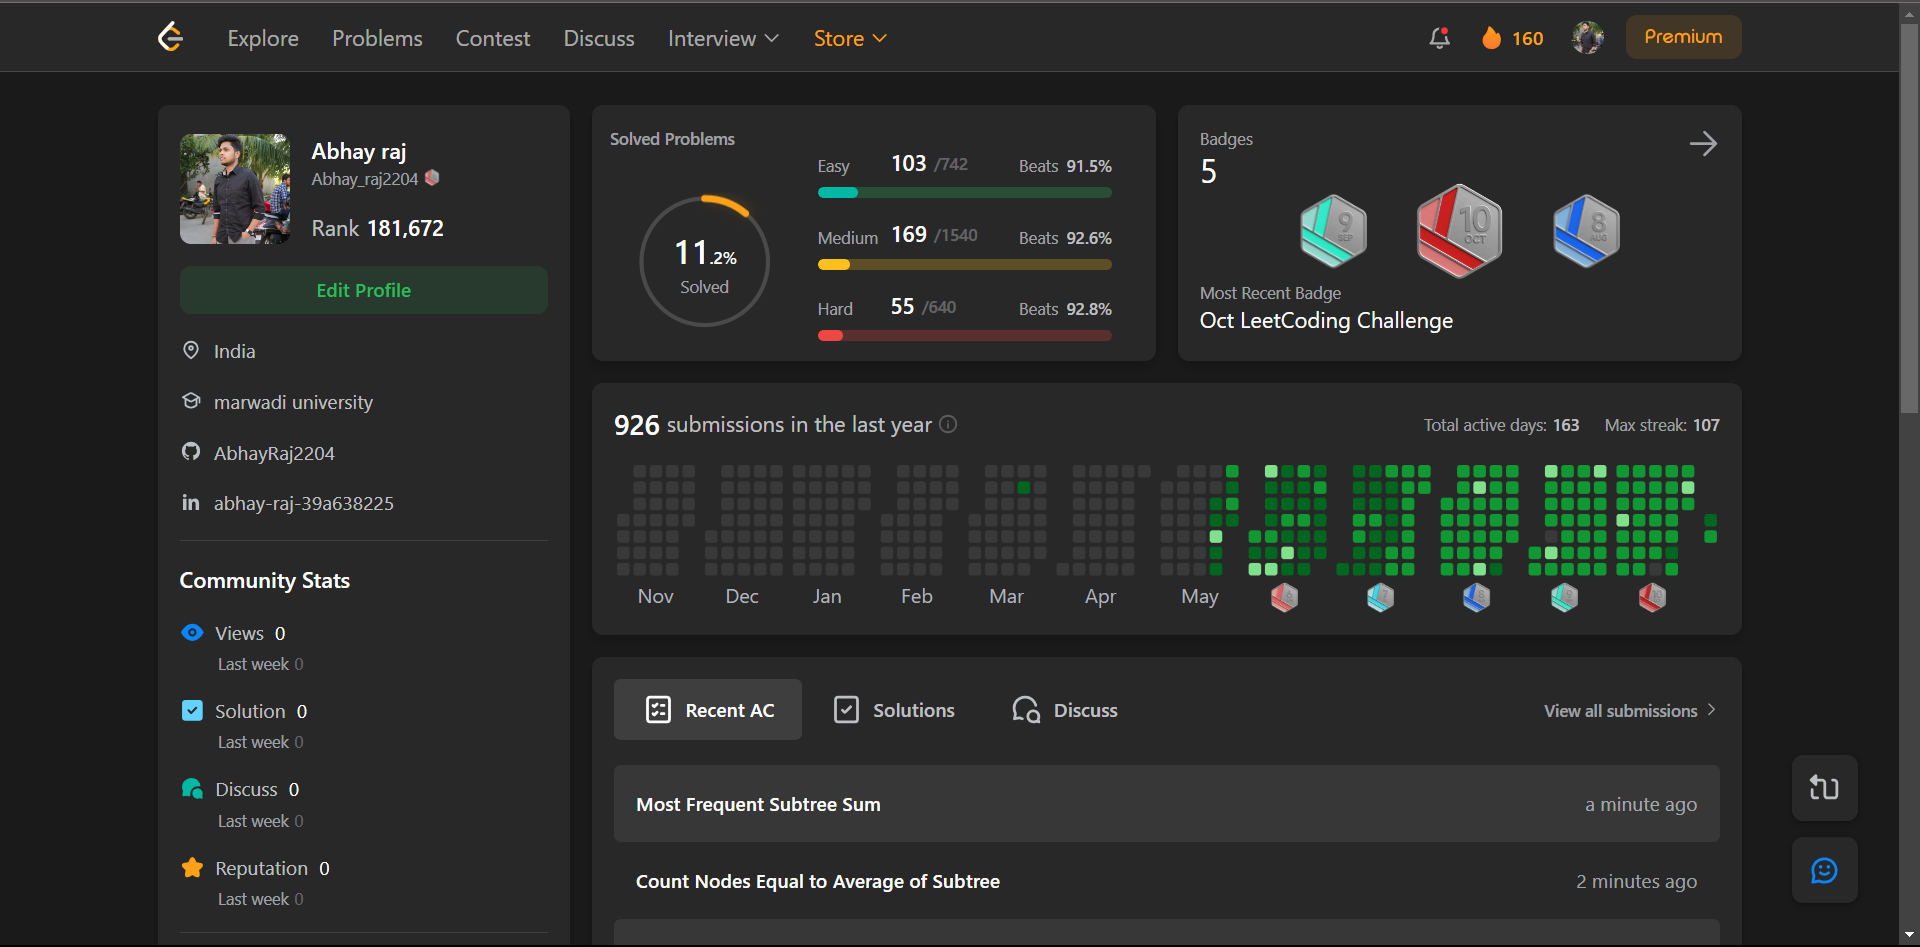 Explore Problems Contest Discuss Interview Store 160 Premium
Abhay raj
Abhay_raj2204
Rank 181,672
Edit Profile
India
marwadi university
AbhayRaj2204
abhay-raj-39a638225
Community Stats
Views 0
Last week 0
Solution 0
Last week 0
Discuss 0
Last week 0
Reputation 0
Last week 0
Solved Problems
11.2%
Solved
Easy 103 /742 Beats 91.5%
Medium 169 /1540 Beats 92.6%
Hard 55 /640 Beats 92.8%
Badges
5
9 SEP
10 OCT
8 AUG
Most Recent Badge
Oct LeetCoding Challenge
926 submissions in the last year Total active days: 163 Max streak: 107
Nov Dec Jan Feb Mar Apr May
Recent AC Solutions Discuss View all submissions
Most Frequent Subtree Sum a minute ago
Count Nodes Equal to Average of Subtree 2 minutes ago